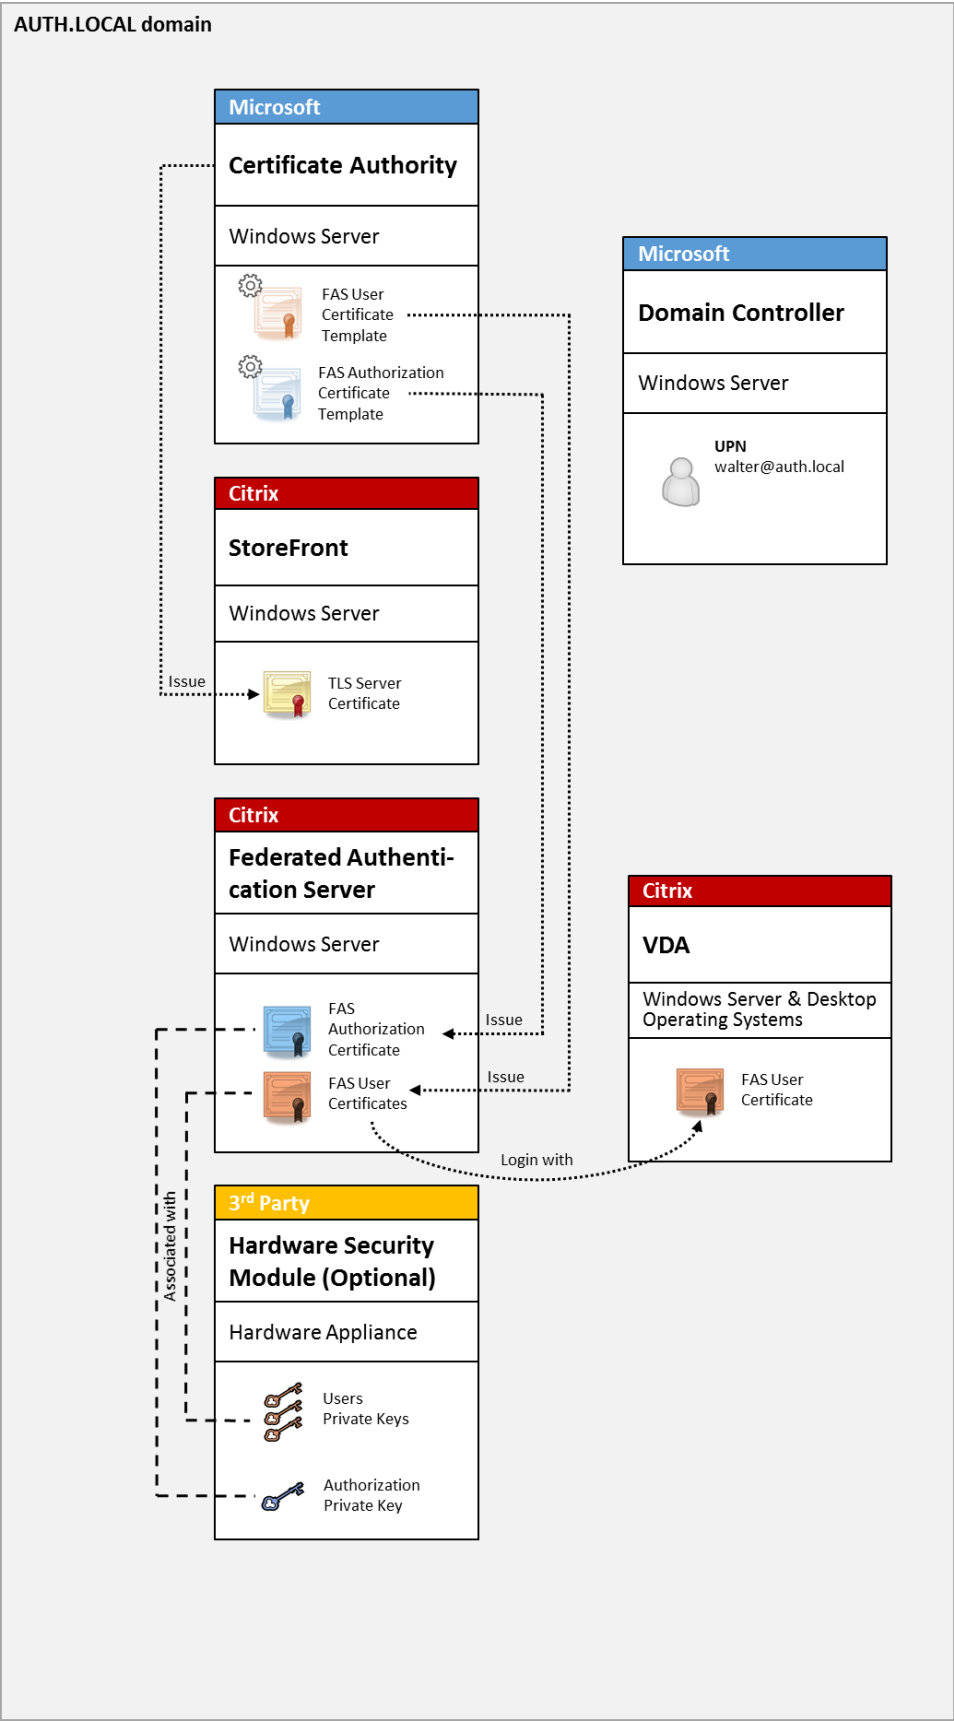 AUTH.LOCAL domain
Microsoft
Certificate Authority
Windows Server
FAS User
Certificate
Template
FAS Authorization
Certificate
Template
Microsoft
Domain Controller
Windows Server
UPN
walter@auth.local
Citrix
StoreFront
Windows Server
Issue
TLS Server
Certificate
Citrix
Federated Authenti-
cation Server
Windows Server
FAS
Authorization
Certificate
Issue
FAS User
Certificates
Issue
Citrix
VDA
Windows Server & Desktop
Operating Systems
FAS User
Certificate
Login with
Associated with
3rd Party
Hardware Security
Module (Optional)
Hardware Appliance
Users
Private Keys
Authorization
Private Key